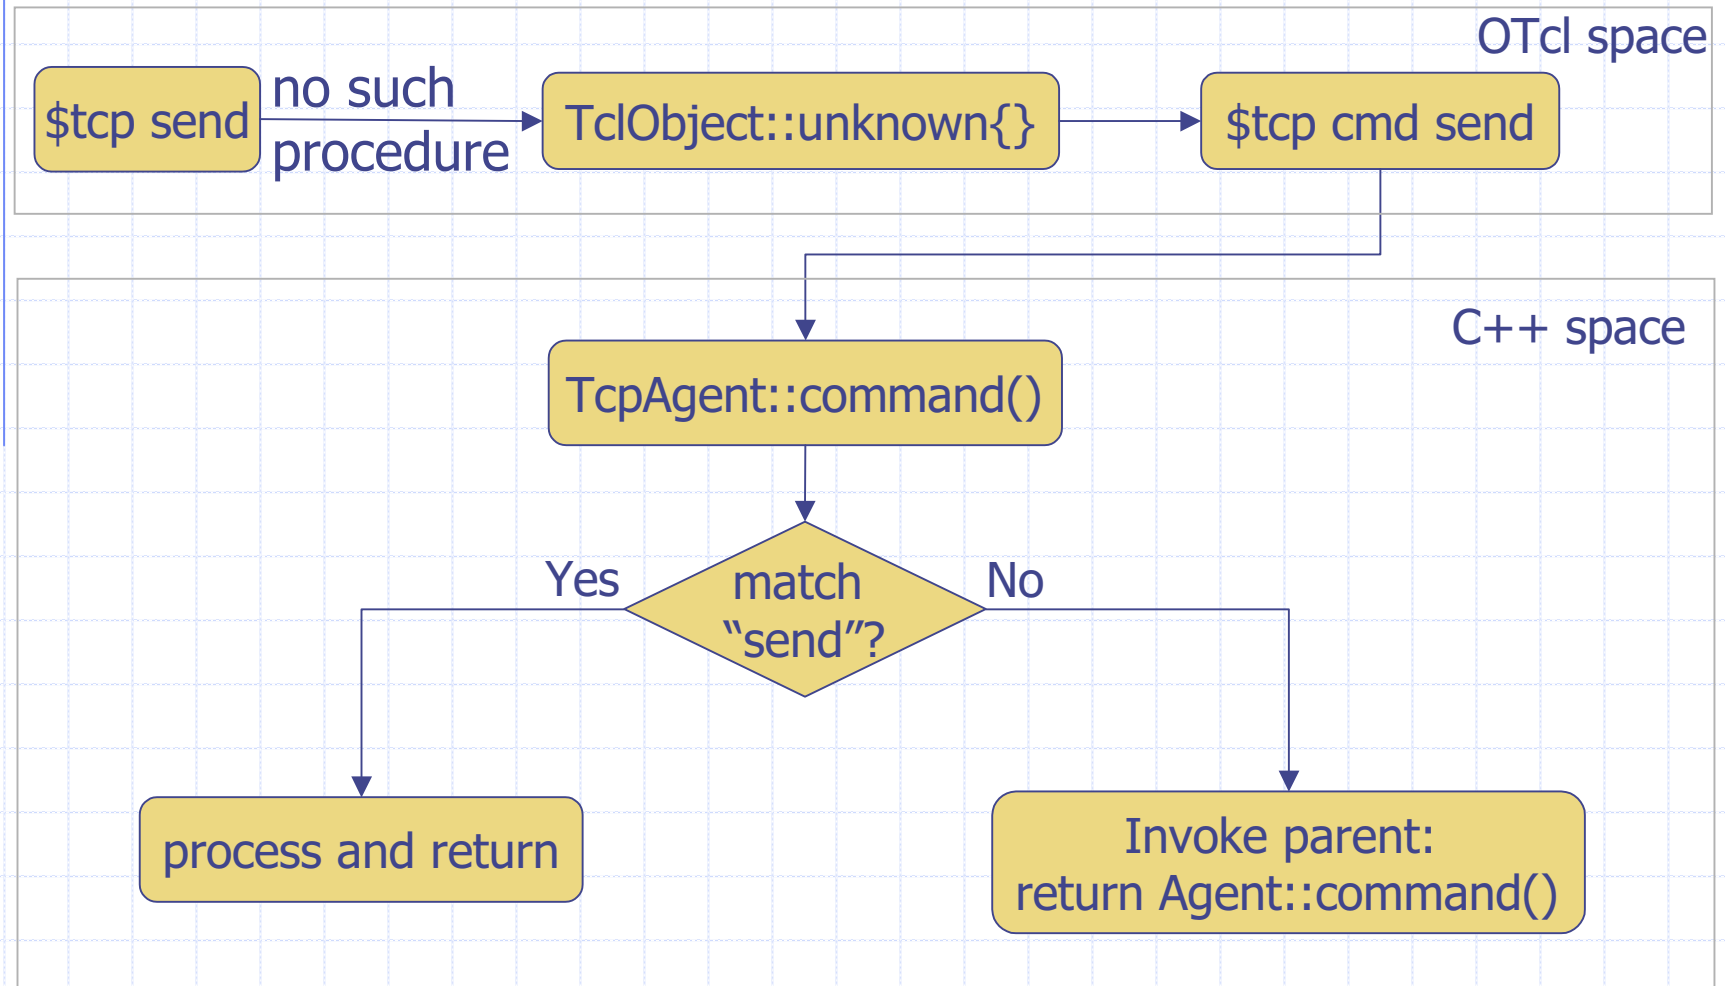 OTcl space
$tcp send
no such
procedure
TclObject::unknown{}
$tcp cmd send
C++ space
TcpAgent::command()
Yes
match
“send”?
No
process and return
Invoke parent:
return Agent::command()